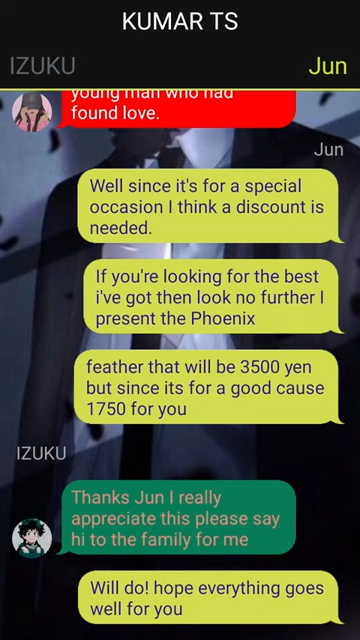 KUMAR TS
IZUKU
Jun
young man who had
found love.
Jun
Well since it's for a special
occasion I think a discount is
needed.
If you're looking for the best
i've got then look no further I
present the Phoenix
feather that will be 3500 yen
but since its for a good cause
1750 for you
IZUKU
Thanks Jun I really
appreciate this please say
hi to the family for me
Will do! hope everything goes
well for you